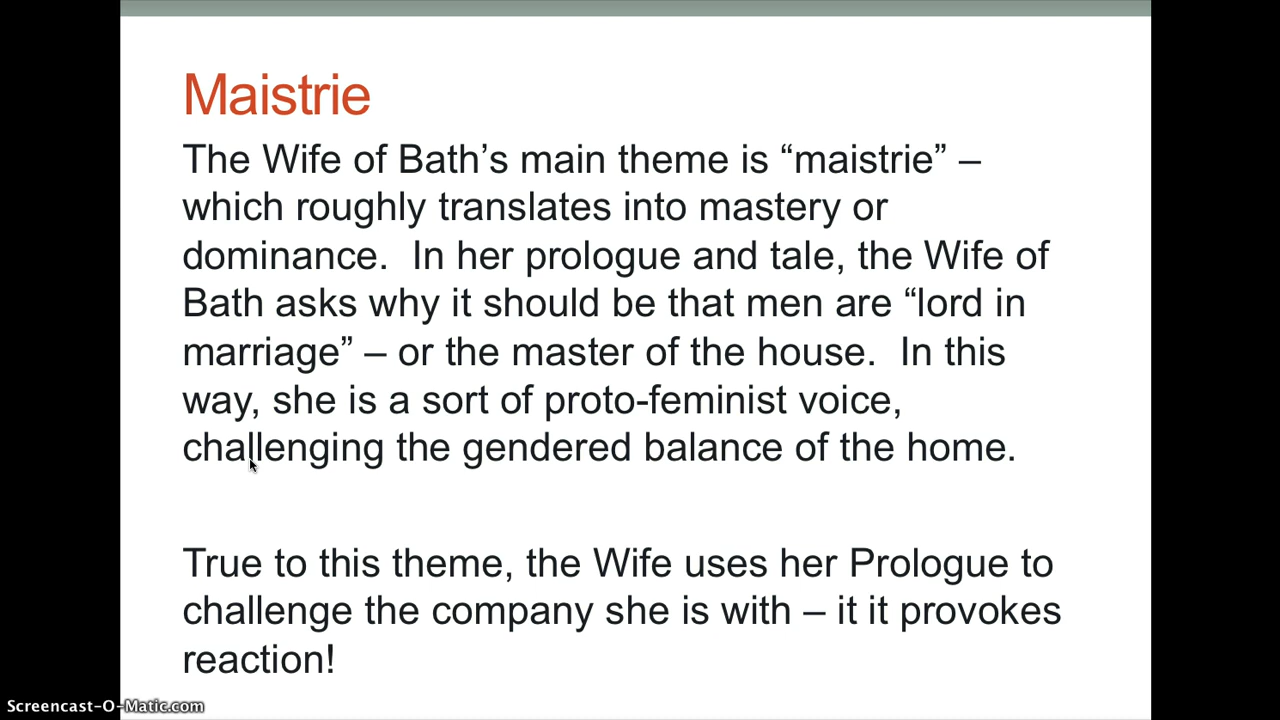 Maistrie
The Wife of Bath’s main theme is “maistrie” –
which roughly translates into mastery or
dominance.  In her prologue and tale, the Wife of
Bath asks why it should be that men are “lord in
marriage” – or the master of the house.  In this
way, she is a sort of proto-feminist voice,
challenging the gendered balance of the home.
True to this theme, the Wife uses her Prologue to
challenge the company she is with – it it provokes
reaction!
Screencast-O-Matic.com